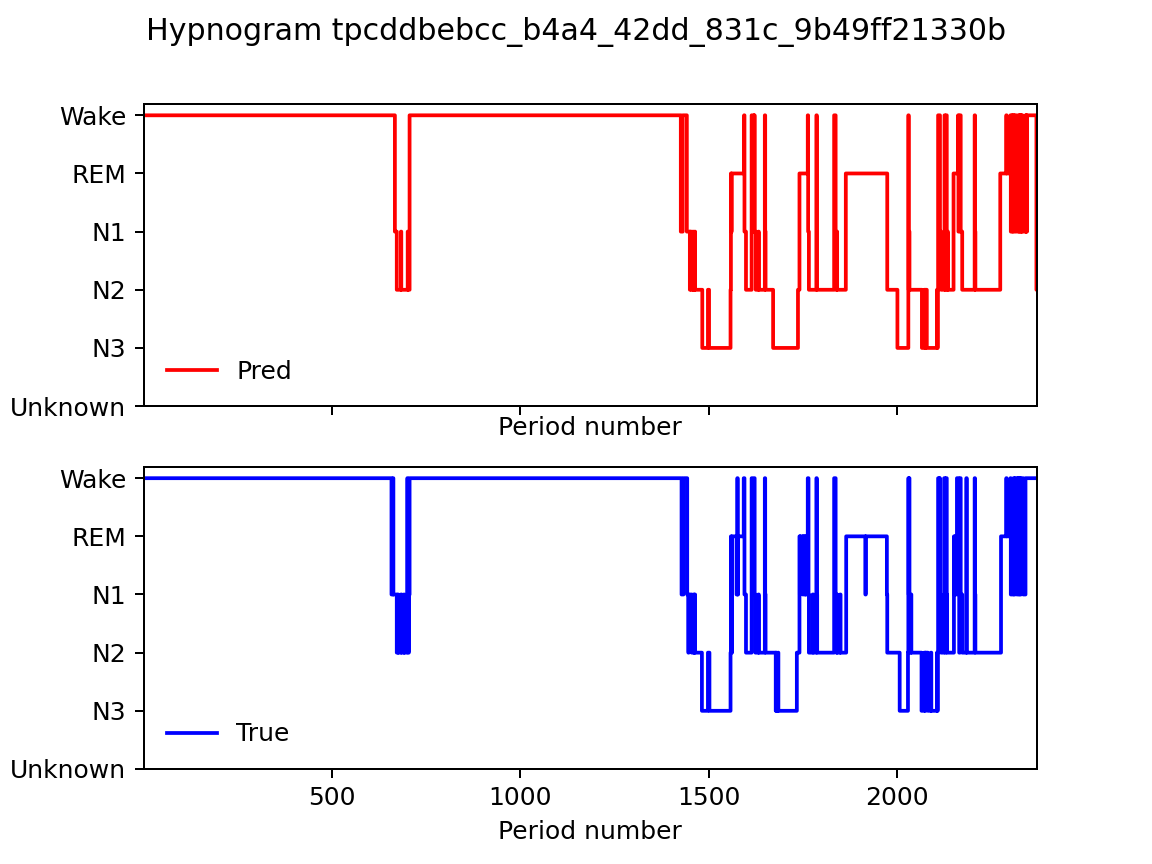 Hypnogram tpcddbebcc_b4a4_42dd_831c_9b49ff21330b
Wake
REM
N1
N2
N3
Unknown
Pred
Period number
Wake
REM
N1
N2
N3
Unknown
True
500 1000 1500 2000
Period number